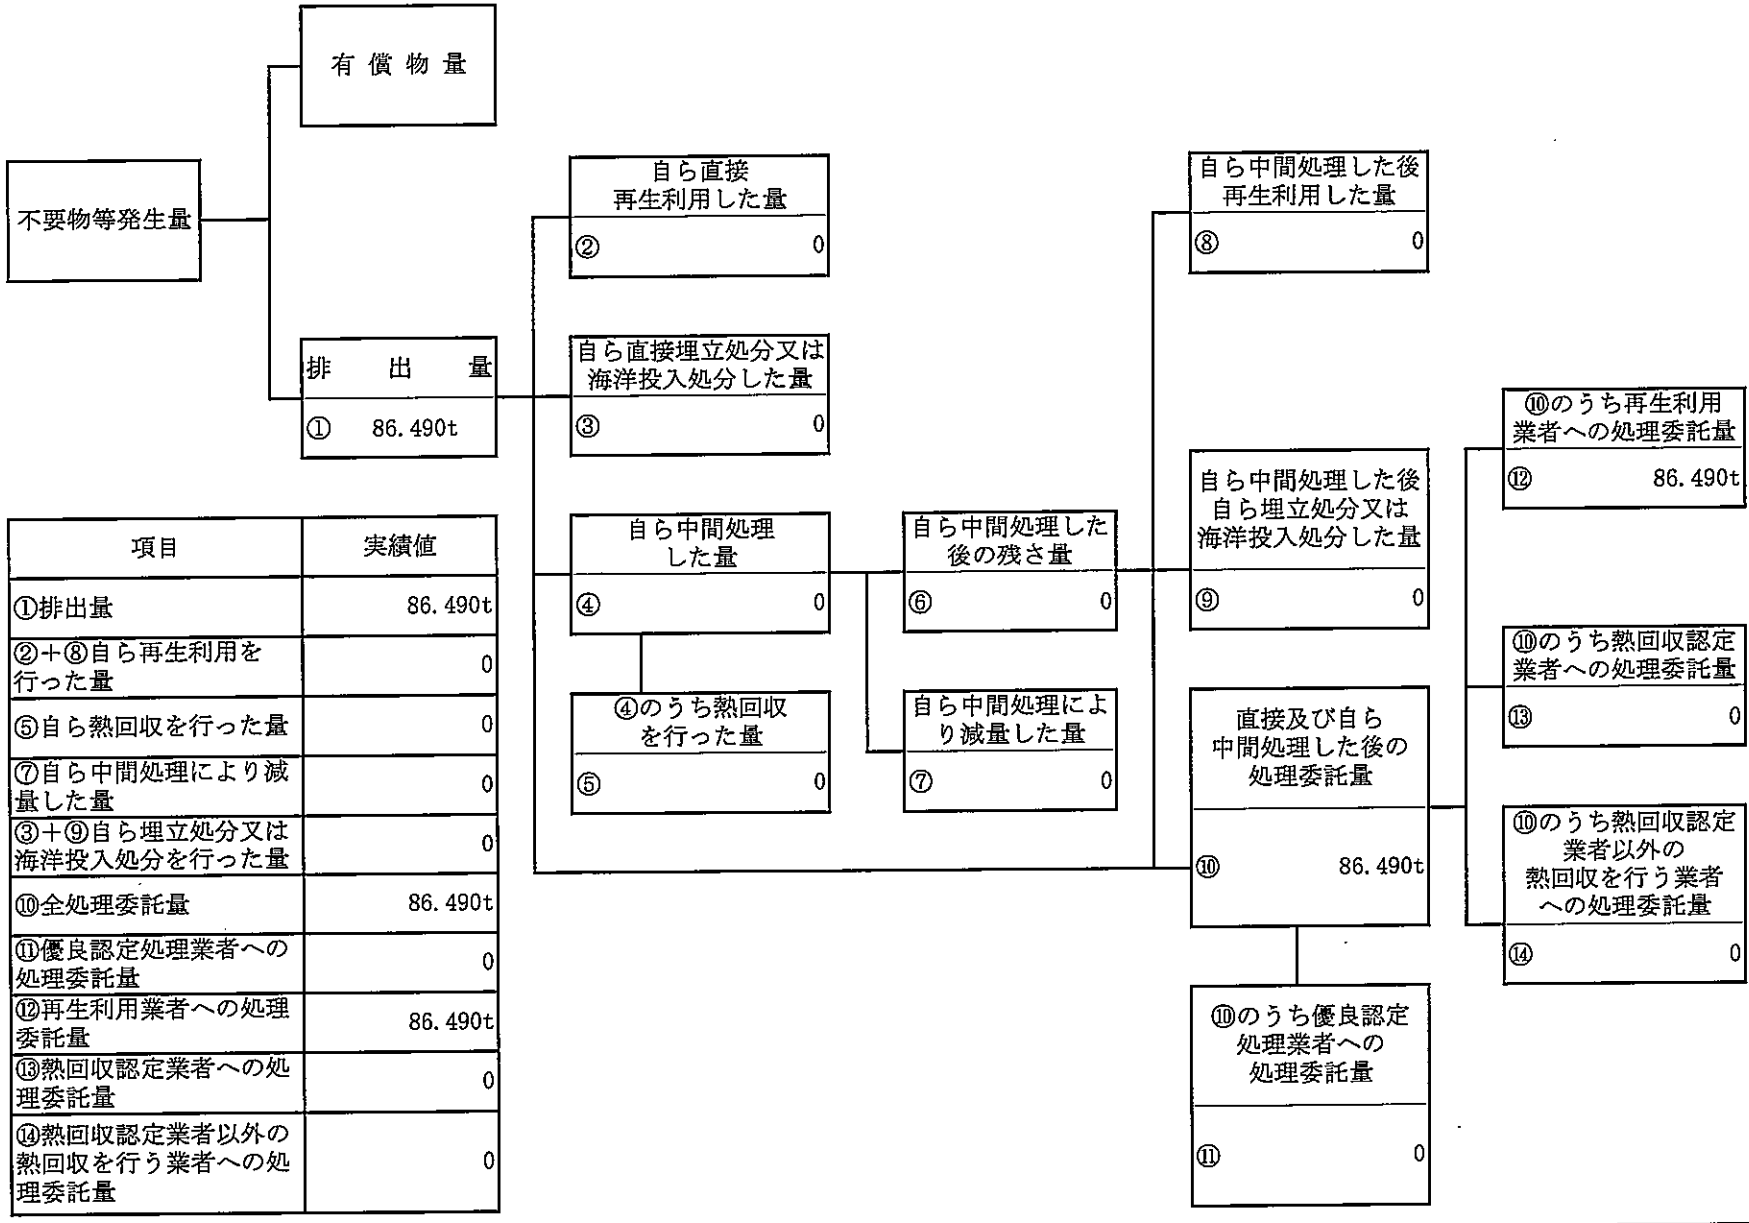 有償物量
不要物等発生量
排出量
① 86.490t
自ら直接
再生利用した量
② 0
自ら直接埋立処分又は
海洋投入処分した量
③ 0
自ら中間処理
した量
④ 0
④のうち熱回収
を行った量
⑤ 0
自ら中間処理した
後の残さ量
⑥ 0
自ら中間処理によ
り減量した量
⑦ 0
自ら中間処理した後
再生利用した量
⑧ 0
自ら中間処理した後
自ら埋立処分又は
海洋投入処分した量
⑨ 0
直接及び自ら
中間処理した後の
処理委託量
⑩ 86.490t
⑩のうち優良認定
処理業者への
処理委託量
⑪ 0
⑩のうち再生利用
業者への処理委託量
⑫ 86.490t
⑩のうち熱回収認定
業者への処理委託量
⑬ 0
⑩のうち熱回収認定
業者以外の
熱回収を行う業者
への処理委託量
⑭ 0
項目 実績値
①排出量 86.490t
②+⑧自ら再生利用を
行った量 0
⑤自ら熱回収を行った量 0
⑦自ら中間処理により減
量した量 0
③+⑨自ら埋立処分又は
海洋投入処分を行った量 0
⑩全処理委託量 86.490t
⑪優良認定処理業者への
処理委託量 0
⑫再生利用業者への処理
委託量 86.490t
⑬熱回収認定業者への処
理委託量 0
⑭熱回収認定業者以外の
熱回収を行う業者への処
理委託量 0